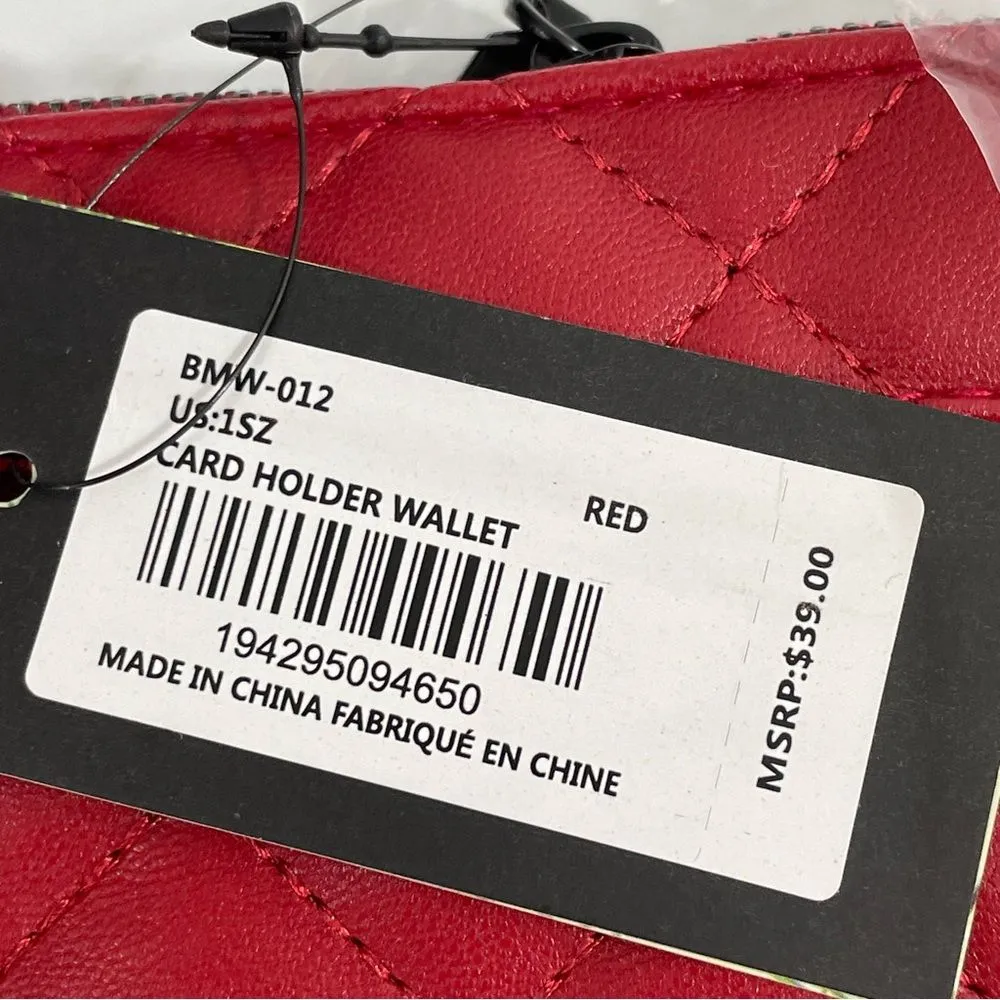 BMW-012
US:1SZ
CARD HOLDER WALLET RED
194295094650
MADE IN CHINA FABRIQUÉ EN CHINE
MSRP:$39.00